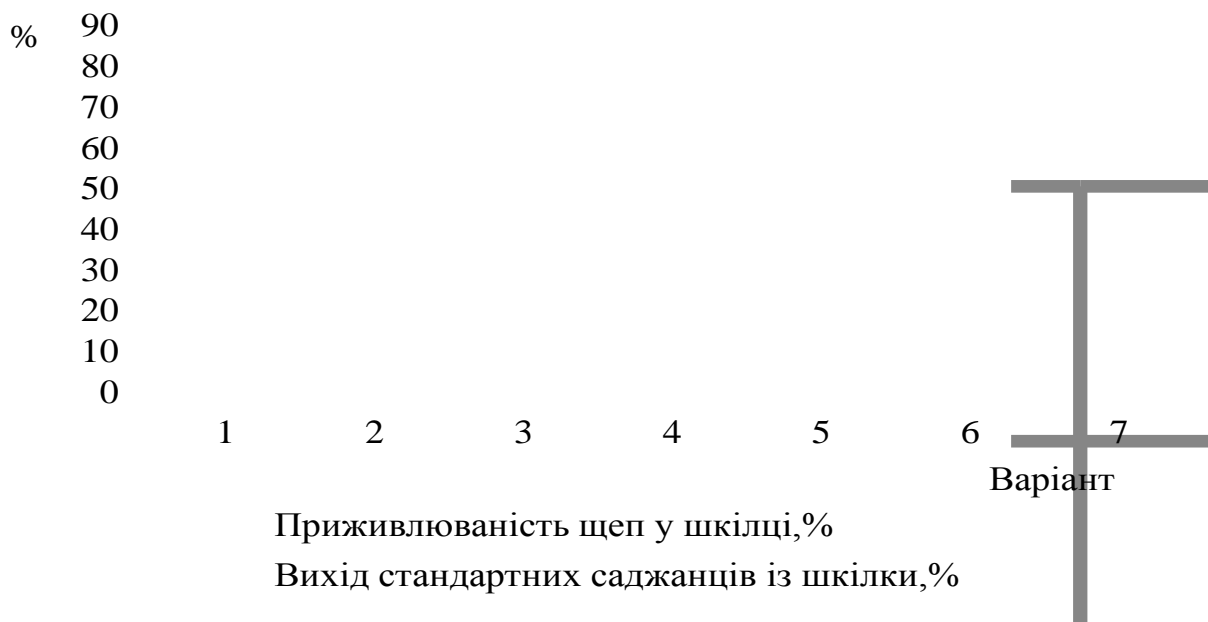 %
90
80
70
60
50
40
30
20
10
0
1 2 3 4 5 6 7
Варіант
Приживлюваність щеп у шкілці,%
Вихід стандартних саджанців із шкілки,%